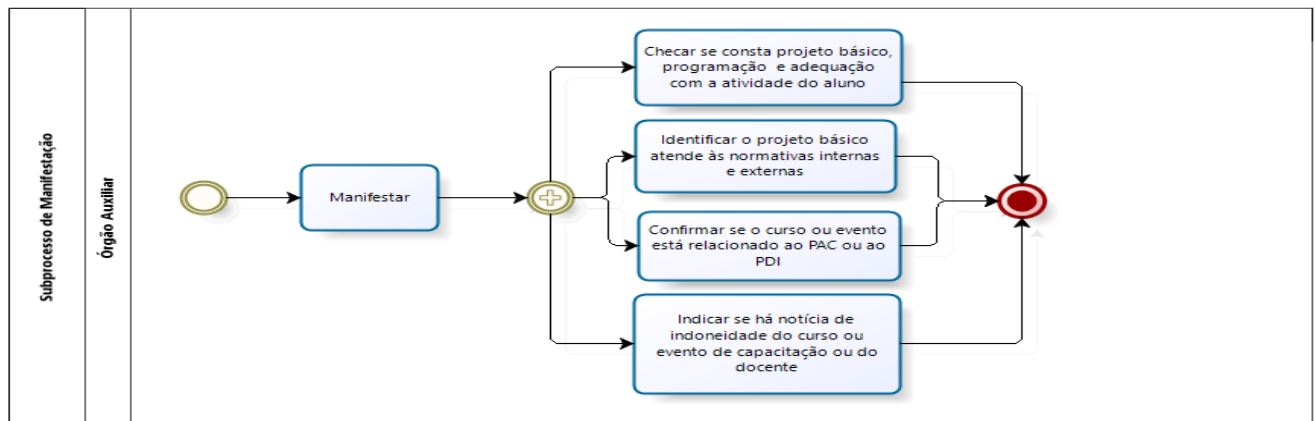 Subprocesso de Manifestação
Órgão Auxiliar
Manifestar
Checar se consta projeto básico,
programação e adequação
com a atividade do aluno
Identificar o projeto básico
atende às normativas internas
e externas
Confirmar se o curso ou evento
está relacionado ao PAC ou ao
PDI
Indicar se há notícia de
indoneidade do curso ou
evento de capacitação ou do
docente